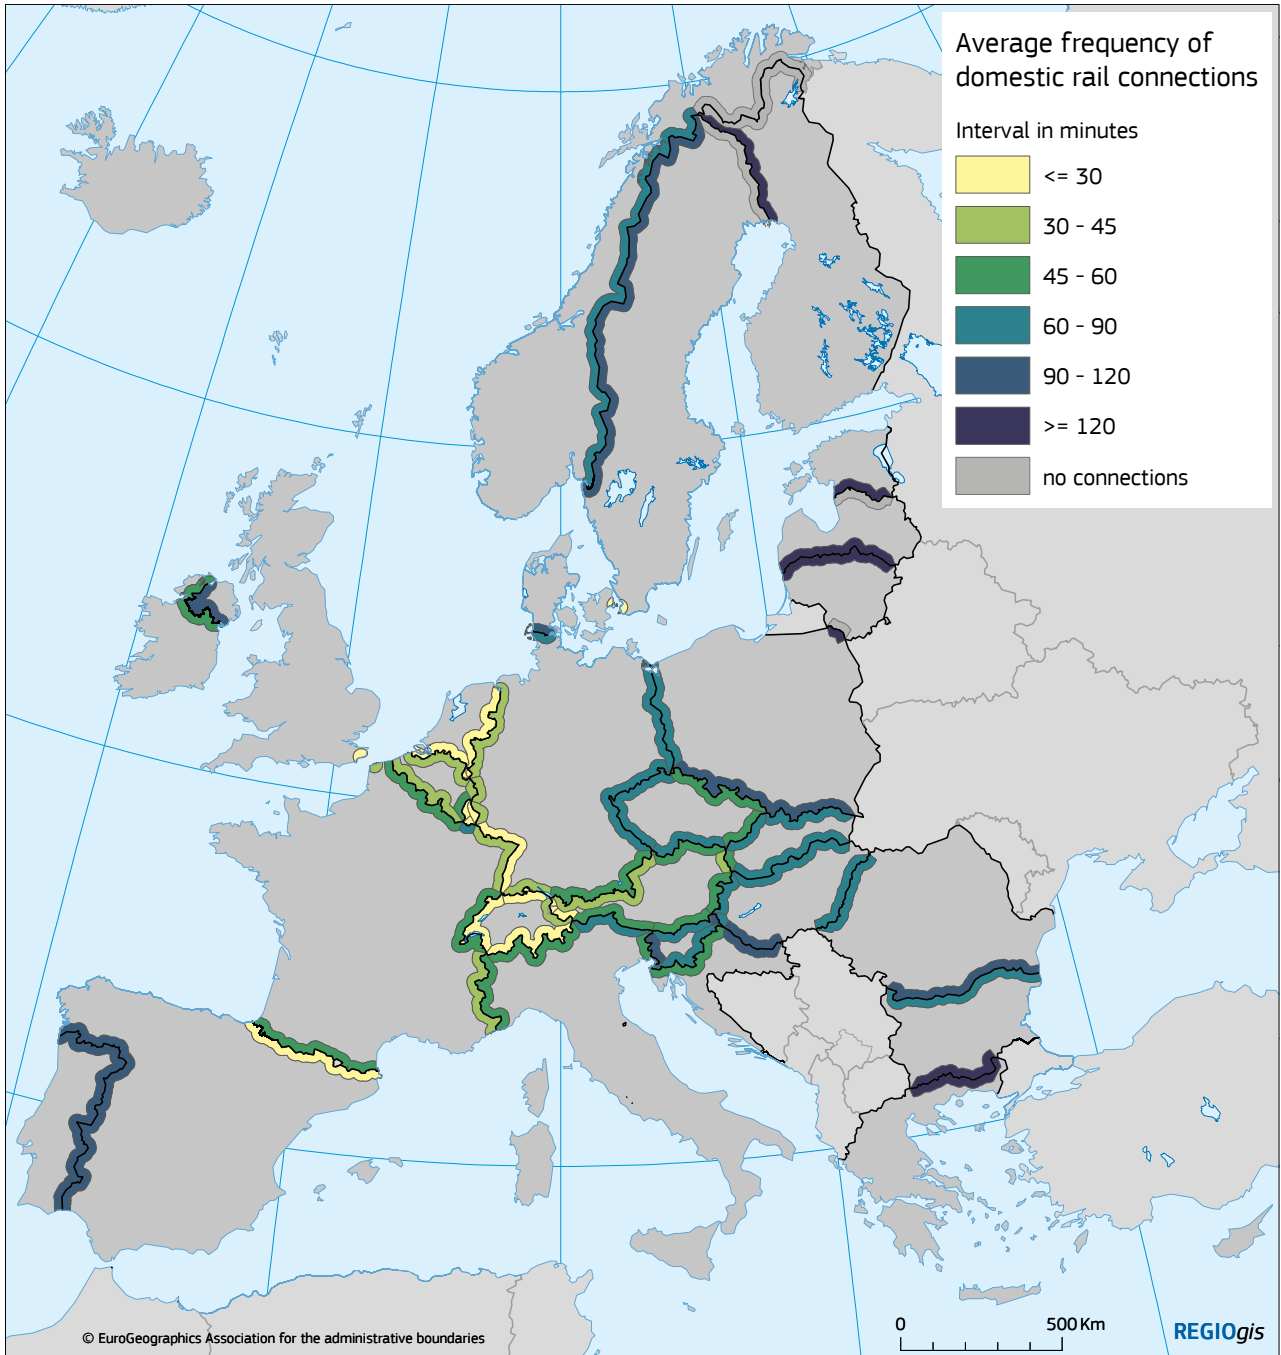 Average frequency of
domestic rail connections
Interval in minutes
<= 30
30 - 45
45 - 60
60 - 90
90 - 120
>= 120
no connections
0 500 Km
© EuroGeographics Association for the administrative boundaries
REGIOgis